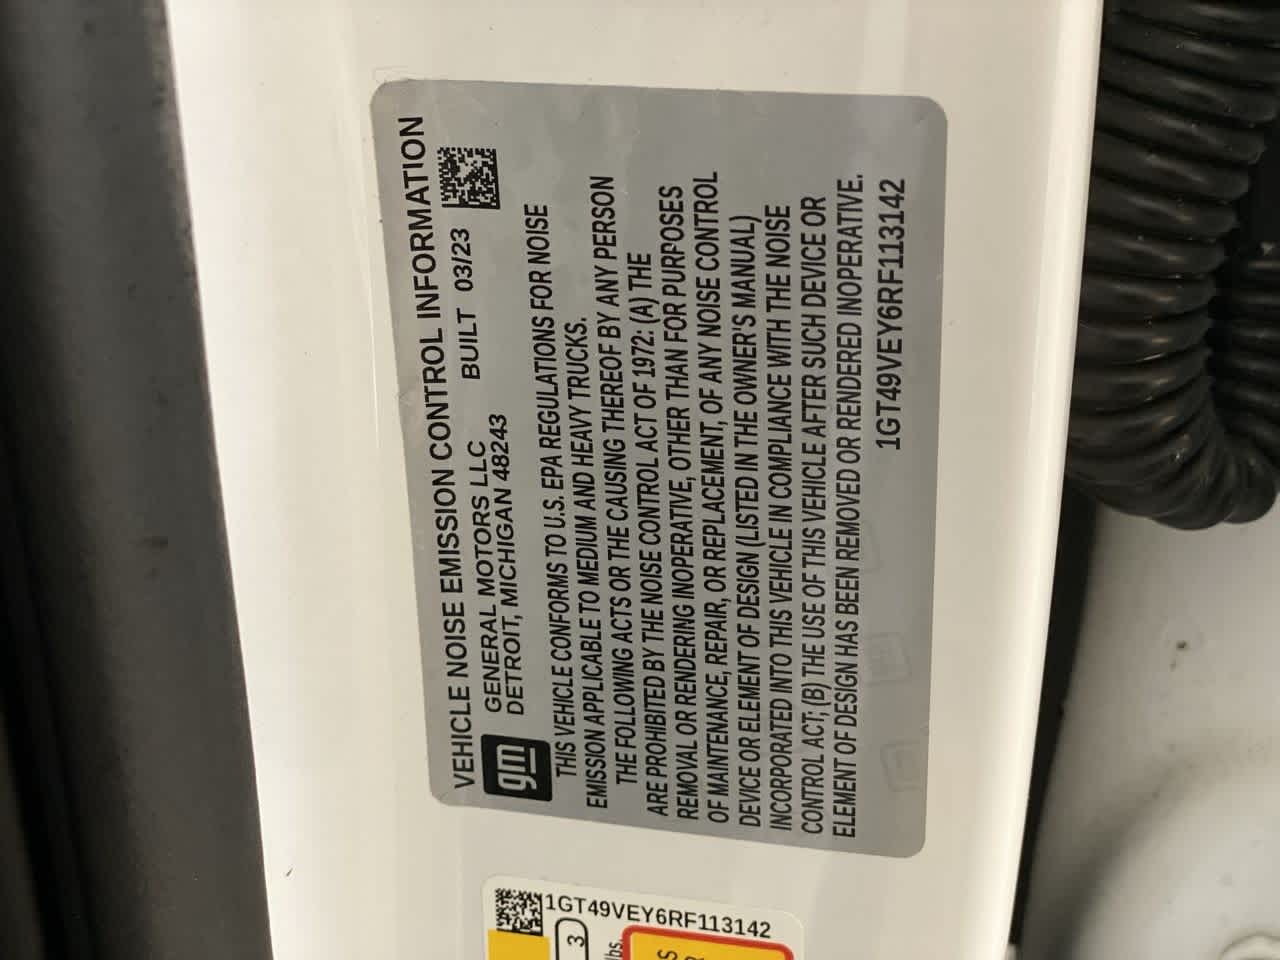 VEHICLE NOISE EMISSION CONTROL INFORMATION
gm
GENERAL MOTORS LLC BUILT 03/23
DETROIT, MICHIGAN 48243
THIS VEHICLE CONFORMS TO U.S. EPA REGULATIONS FOR NOISE
EMISSION APPLICABLE TO MEDIUM AND HEAVY TRUCKS.
THE FOLLOWING ACTS OR THE CAUSING THEREOF BY ANY PERSON
ARE PROHIBITED BY THE NOISE CONTROL ACT OF 1972: (A) THE
REMOVAL OR RENDERING INOPERATIVE, OTHER THAN FOR PURPOSES
OF MAINTENANCE, REPAIR, OR REPLACEMENT, OF ANY NOISE CONTROL
DEVICE OR ELEMENT OF DESIGN (LISTED IN THE OWNER'S MANUAL)
INCORPORATED INTO THIS VEHICLE IN COMPLIANCE WITH THE NOISE
CONTROL ACT; (B) THE USE OF THIS VEHICLE AFTER SUCH DEVICE OR
ELEMENT OF DESIGN HAS BEEN REMOVED OR RENDERED INOPERATIVE.
1GT49VEY6RF113142
1GT49VEY6RF113142
3
lbs.